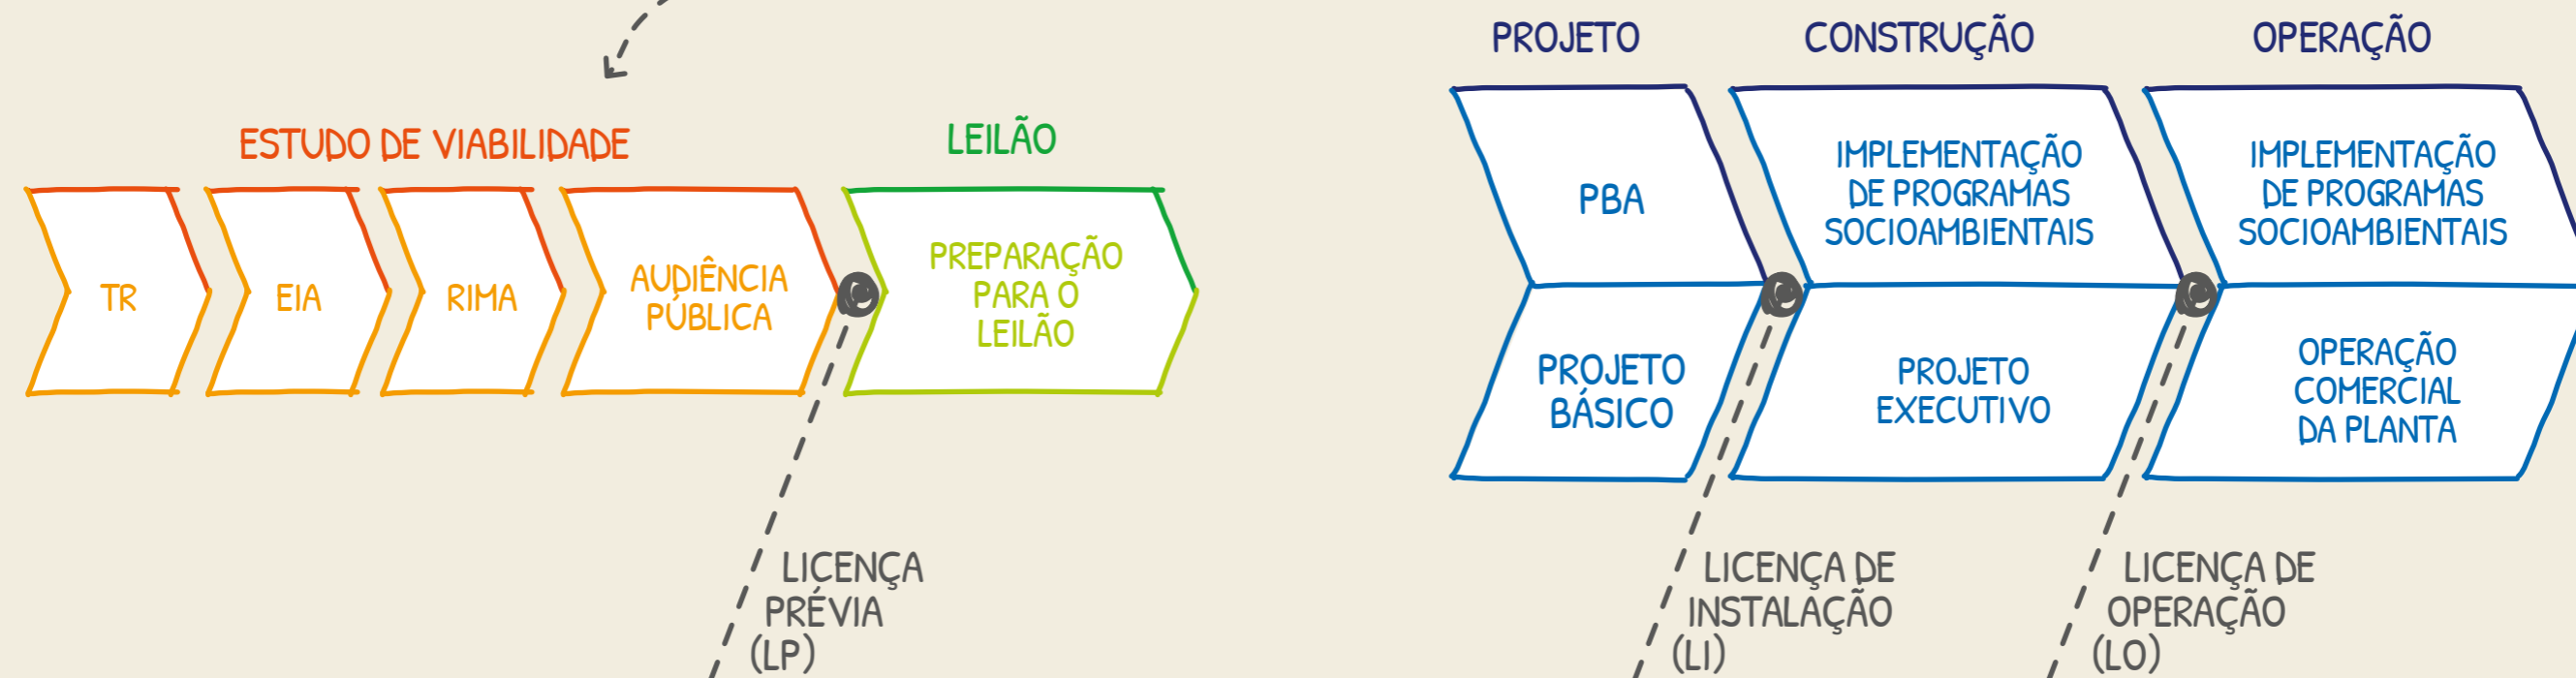 ESTUDO DE VIABILIDADE
TR
EIA
RIMA
AUDIÊNCIA
PÚBLICA
LICENÇA
PRÉVIA
(LP)
LEILÃO
PREPARAÇÃO
PARA O
LEILÃO
PROJETO
PBA
PROJETO
BÁSICO
LICENÇA DE
INSTALAÇÃO
(LI)
CONSTRUÇÃO
IMPLEMENTAÇÃO
DE PROGRAMAS
SOCIOAMBIENTAIS
PROJETO
EXECUTIVO
LICENÇA DE
OPERAÇÃO
(LO)
OPERAÇÃO
IMPLEMENTAÇÃO
DE PROGRAMAS
SOCIOAMBIENTAIS
OPERAÇÃO
COMERCIAL
DA PLANTA